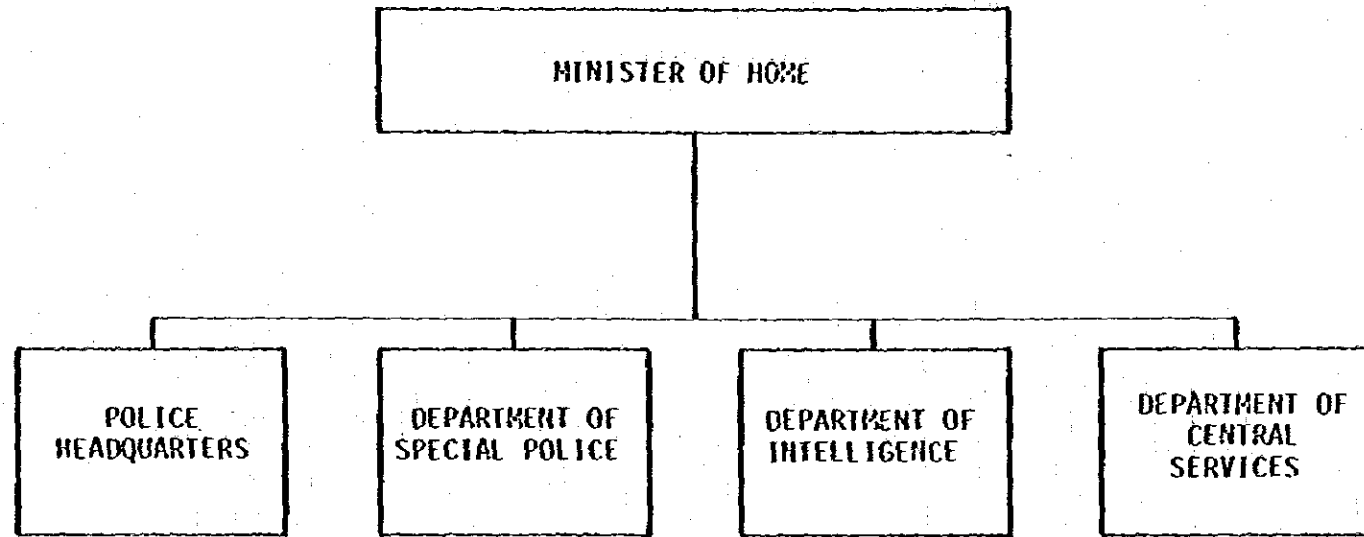 MINISTER OF HOME
POLICE
HEADQUARTERS
DEPARTMENT OF
SPECIAL POLICE
DEPARTMENT OF
INTELLIGENCE
DEPARTMENT OF
CENTRAL
SERVICES